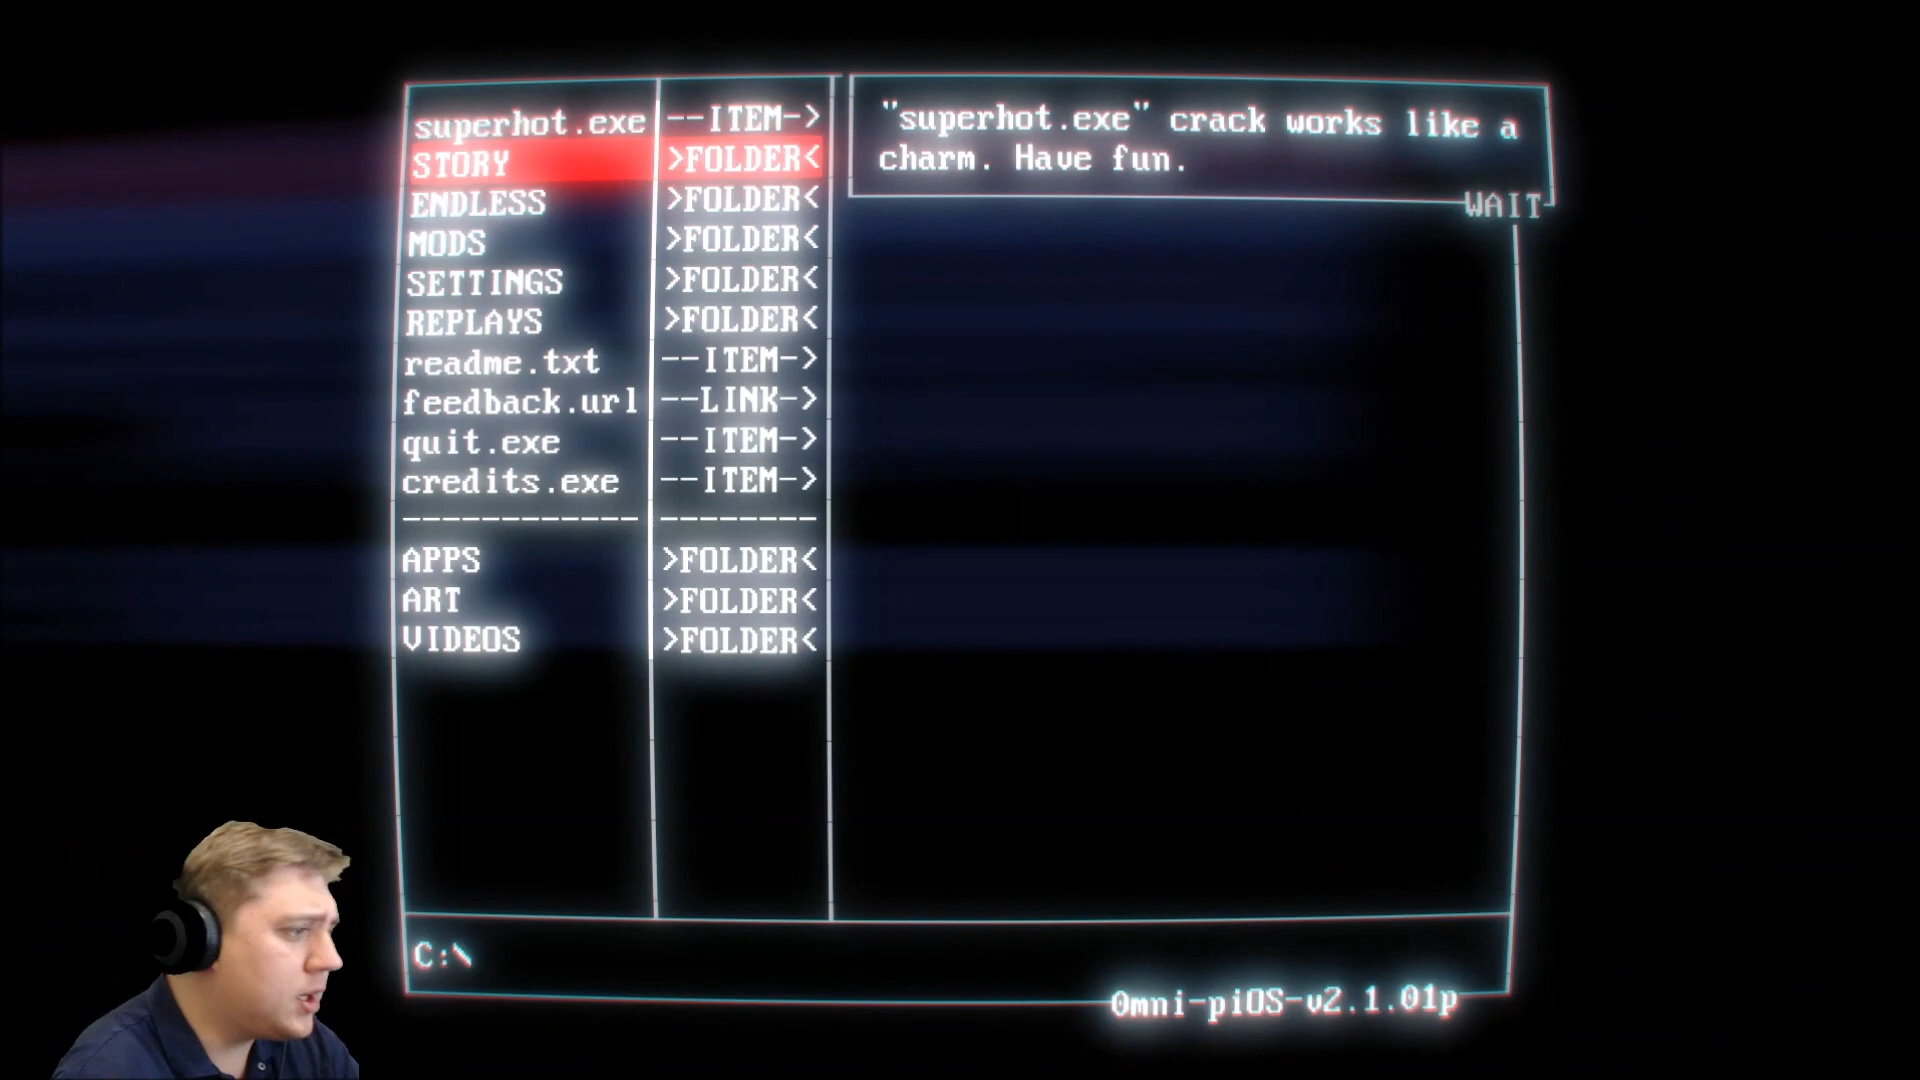 superhot.exe --ITEM->
STORY >FOLDER<
ENDLESS >FOLDER<
MODS >FOLDER<
SETTINGS >FOLDER<
REPLAYS >FOLDER<
readme.txt --ITEM->
feedback.url --LINK->
quit.exe --ITEM->
credits.exe --ITEM->
------------ --------
APPS >FOLDER<
ART >FOLDER<
VIDEOS >FOLDER<
"superhot.exe" crack works like a
charm. Have fun.
WAIT
C:\
0mni-piOS-v2.1.01p